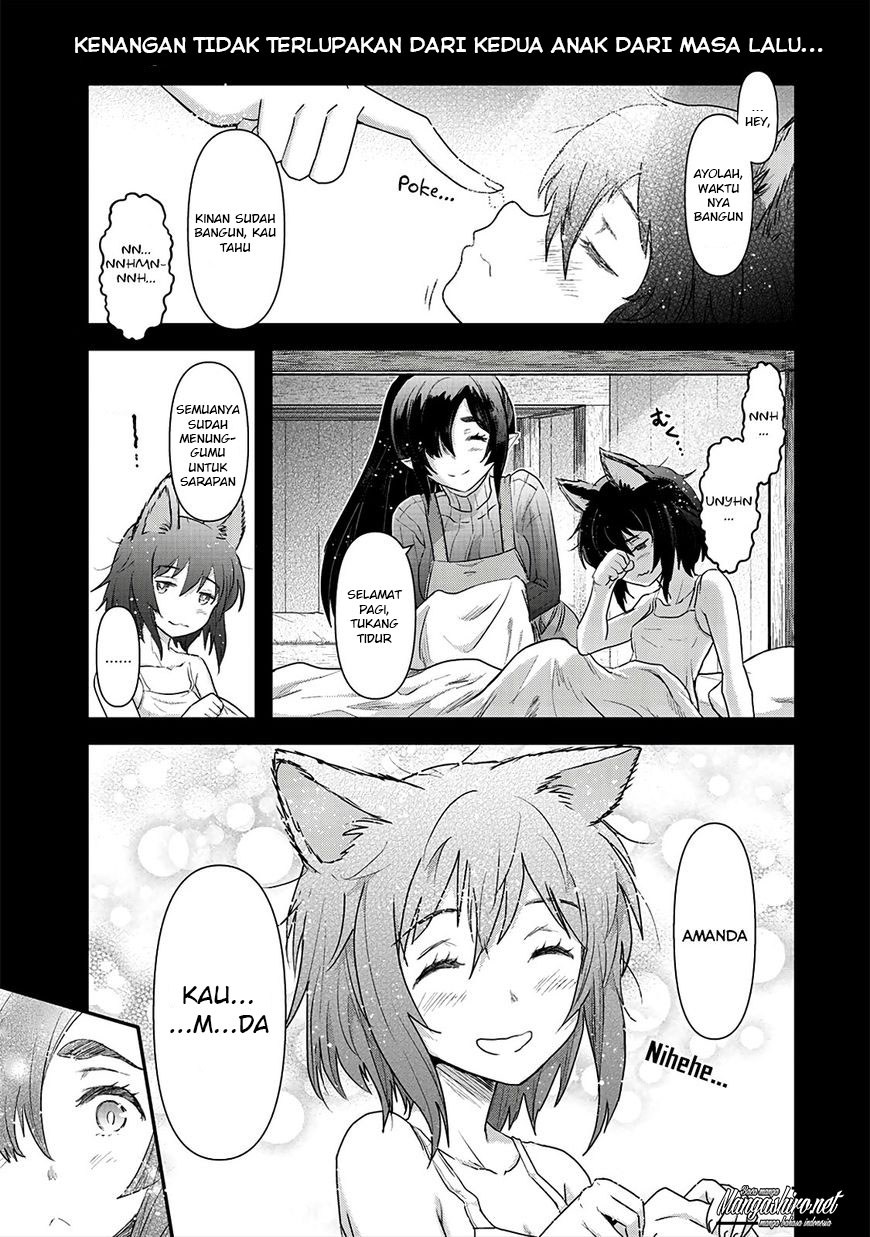 KENANGAN TIDAK TERLUPAKAN DARI KEDUA ANAK DARI MASA LALU...
...
HEY,
AYOLAH,
WAKTU
NYA
BANGUN
Poke...
KINAN SUDAH
BANGUN, KAU
TAHU
NN...
NNHMN-
NNH...
NNH
...
UNYHN
...
むく…
SELAMAT
PAGI,
TUKANG
TIDUR
SEMUANYA
SUDAH
MENUNG-
GUMU
UNTUK
SARAPAN
...
......
AMANDA
Nihehe...
KAU...
...M...DA
Baca manga
Mangashiro.net
manga bahasa indonesia